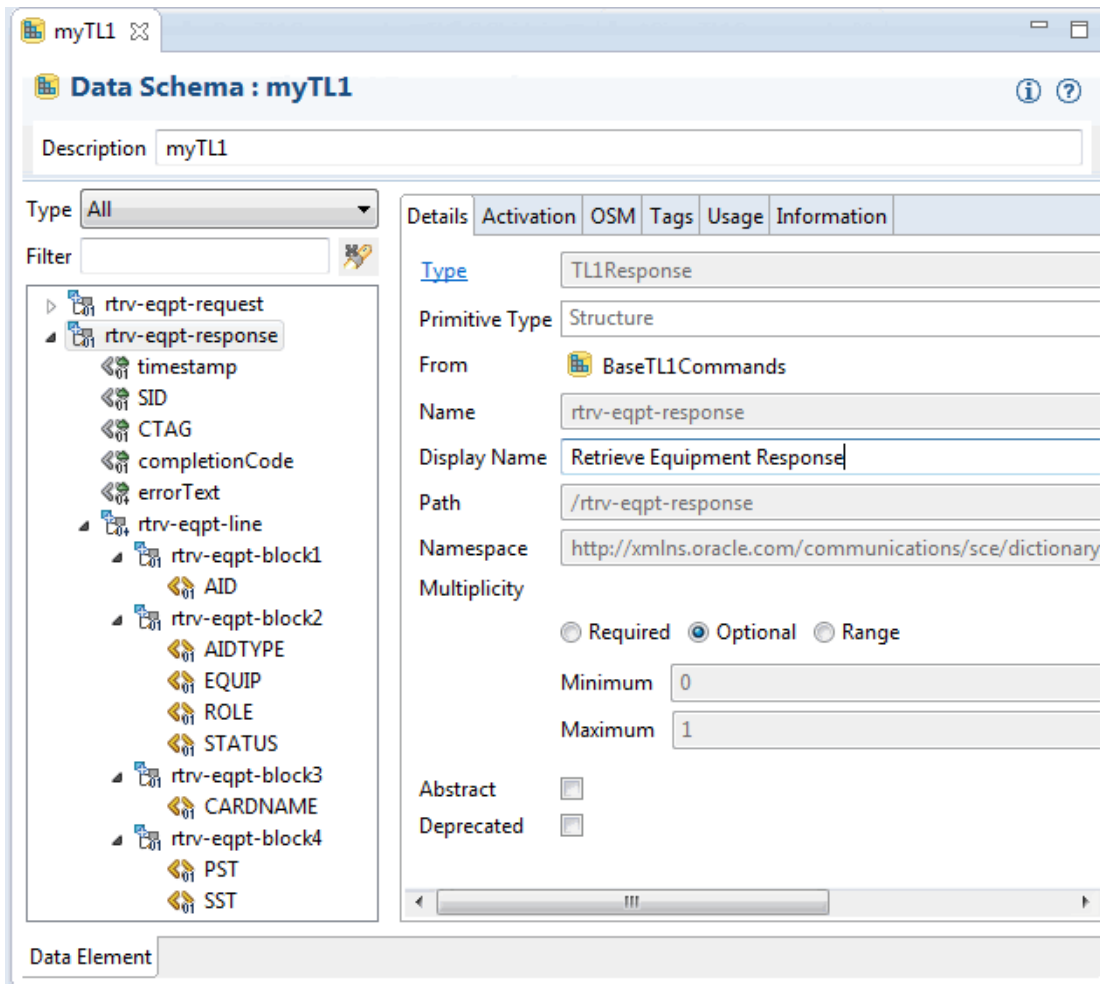 myTL1
Data Schema : myTL1
Description myTL1
Type All
Filter
rtrv-eqpt-request
rtrv-eqpt-response
timestamp
SID
CTAG
completionCode
errorText
rtrv-eqpt-line
rtrv-eqpt-block1
AID
rtrv-eqpt-block2
AIDTYPE
EQUIP
ROLE
STATUS
rtrv-eqpt-block3
CARDNAME
rtrv-eqpt-block4
PST
SST
Details Activation OSM Tags Usage Information
Type TL1Response
Primitive Type Structure
From BaseTL1Commands
Name rtrv-eqpt-response
Display Name Retrieve Equipment Response
Path /rtrv-eqpt-response
Namespace http://xmlns.oracle.com/communications/sce/dictionary
Multiplicity
Required Optional Range
Minimum 0
Maximum 1
Abstract
Deprecated
Data Element